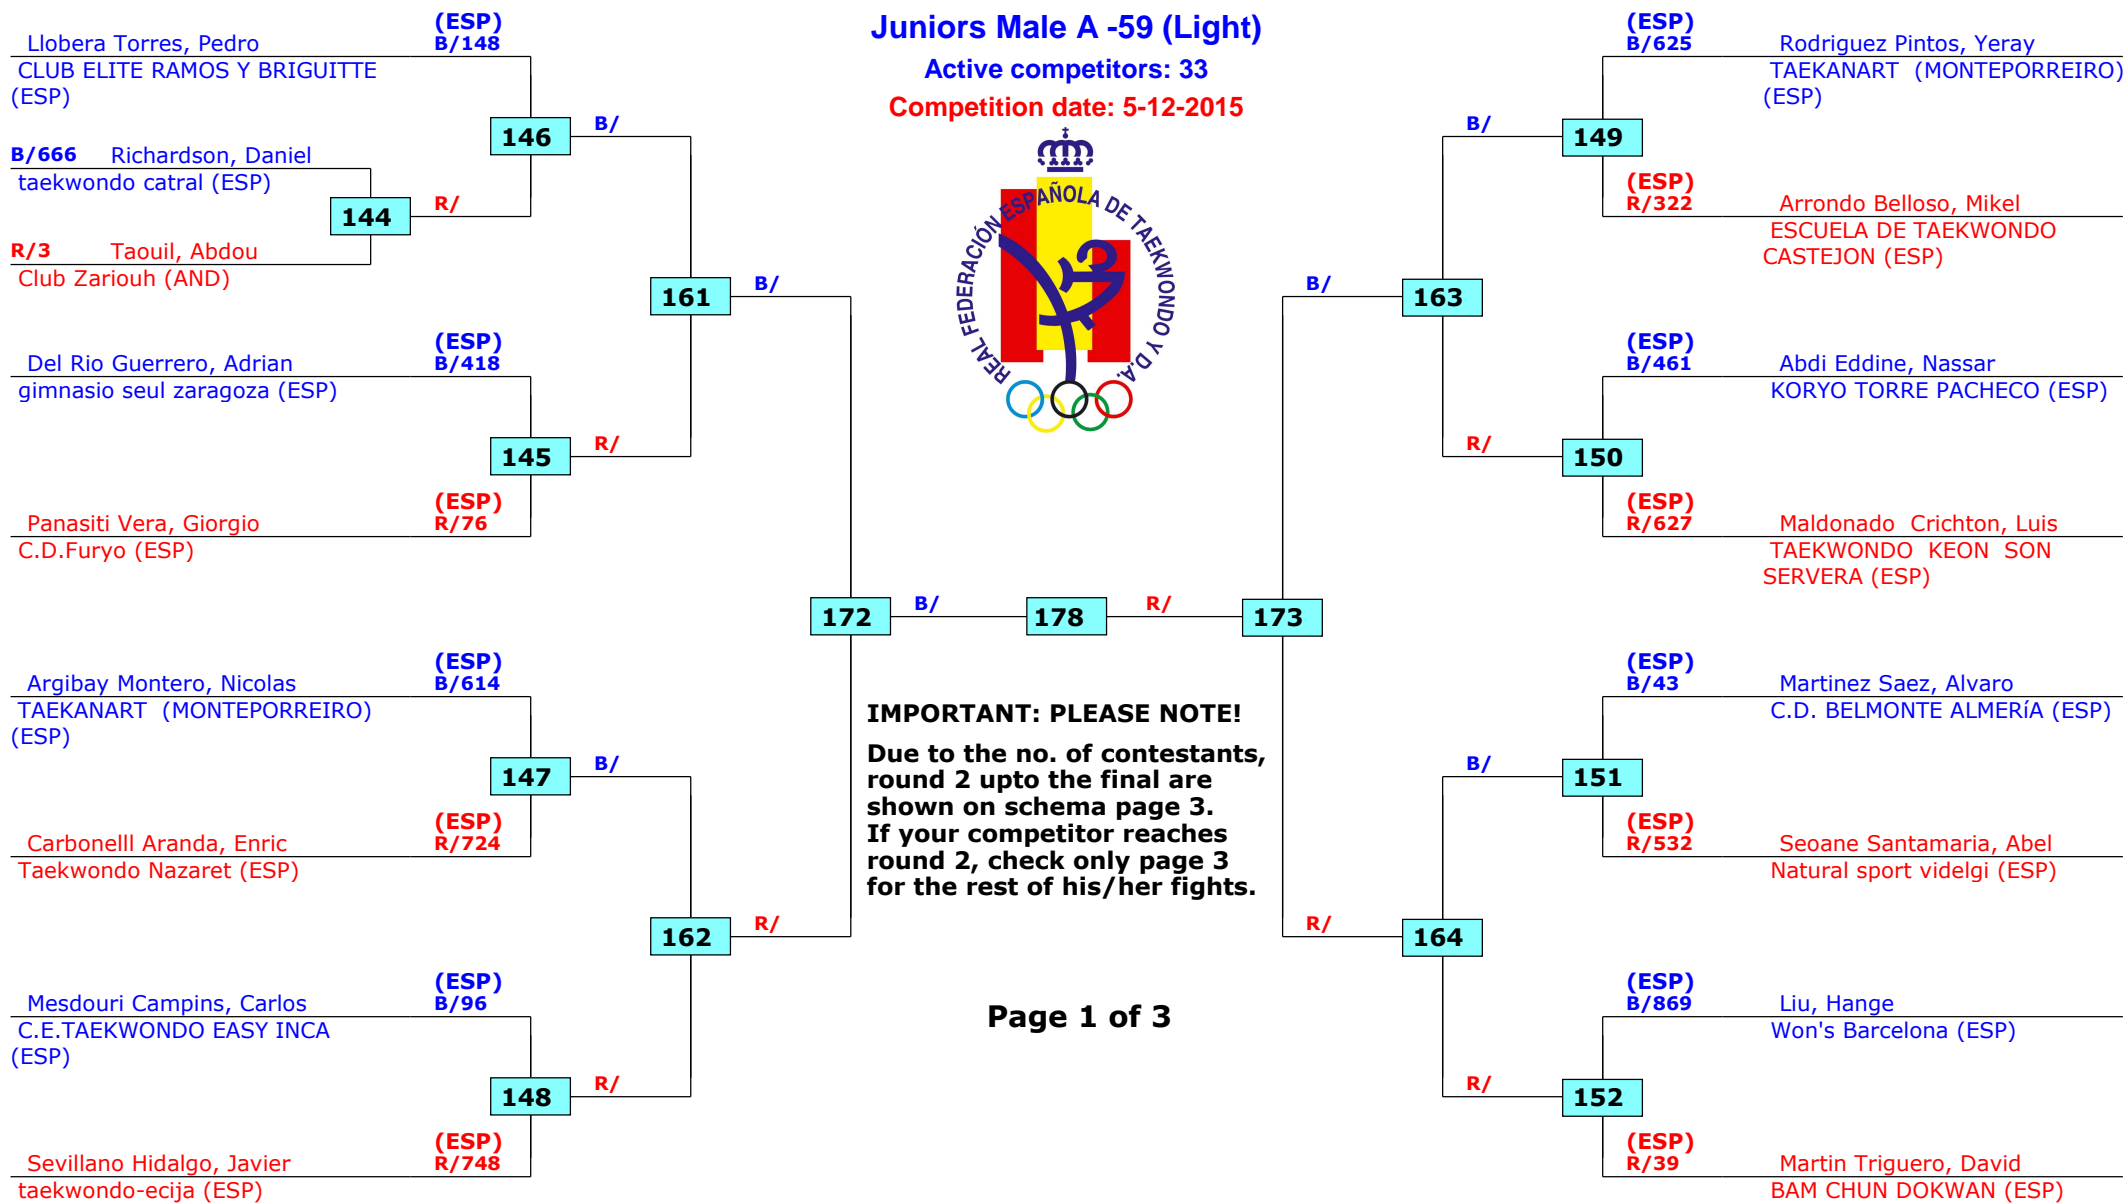 Juniors Male A -59 (Light)
Active competitors: 33
Competition date: 5-12-2015
REAL FEDERACIÓN ESPAÑOLA DE TAEKWONDO Y D.A.
(ESP)
Llobera Torres, Pedro B/148
CLUB ELITE RAMOS Y BRIGUITTE
(ESP)
146 B/
B/666 Richardson, Daniel
taekwondo catral (ESP)
144 R/
R/3 Taouil, Abdou
Club Zariouh (AND)
161 B/
(ESP)
Del Rio Guerrero, Adrian B/418
gimnasio seul zaragoza (ESP)
145 R/
(ESP)
Panasiti Vera, Giorgio R/76
C.D.Furyo (ESP)
172 B/ 178 R/ 173
(ESP)
Argibay Montero, Nicolas B/614
TAEKANART (MONTEPORREIRO)
(ESP)
147 B/
(ESP)
Carbonelll Aranda, Enric R/724
Taekwondo Nazaret (ESP)
162 R/
(ESP)
Mesdouri Campins, Carlos B/96
C.E.TAEKWONDO EASY INCA
(ESP)
148 R/
(ESP)
Sevillano Hidalgo, Javier R/748
taekwondo-ecija (ESP)
IMPORTANT: PLEASE NOTE!
Due to the no. of contestants,
round 2 upto the final are
shown on schema page 3.
If your competitor reaches
round 2, check only page 3
for the rest of his/her fights.
Page 1 of 3
(ESP)
B/625 Rodriguez Pintos, Yeray
TAEKANART (MONTEPORREIRO)
(ESP)
B/ 149
(ESP)
R/322 Arrondo Belloso, Mikel
ESCUELA DE TAEKWONDO
CASTEJON (ESP)
B/ 163
(ESP)
B/461 Abdi Eddine, Nassar
KORYO TORRE PACHECO (ESP)
R/ 150
(ESP)
R/627 Maldonado Crichton, Luis
TAEKWONDO KEON SON
SERVERA (ESP)
(ESP)
B/43 Martinez Saez, Alvaro
C.D. BELMONTE ALMERíA (ESP)
B/ 151
(ESP)
R/532 Seoane Santamaria, Abel
Natural sport videlgi (ESP)
R/ 164
(ESP)
B/869 Liu, Hange
Won's Barcelona (ESP)
R/ 152
(ESP)
R/39 Martin Triguero, David
BAM CHUN DOKWAN (ESP)